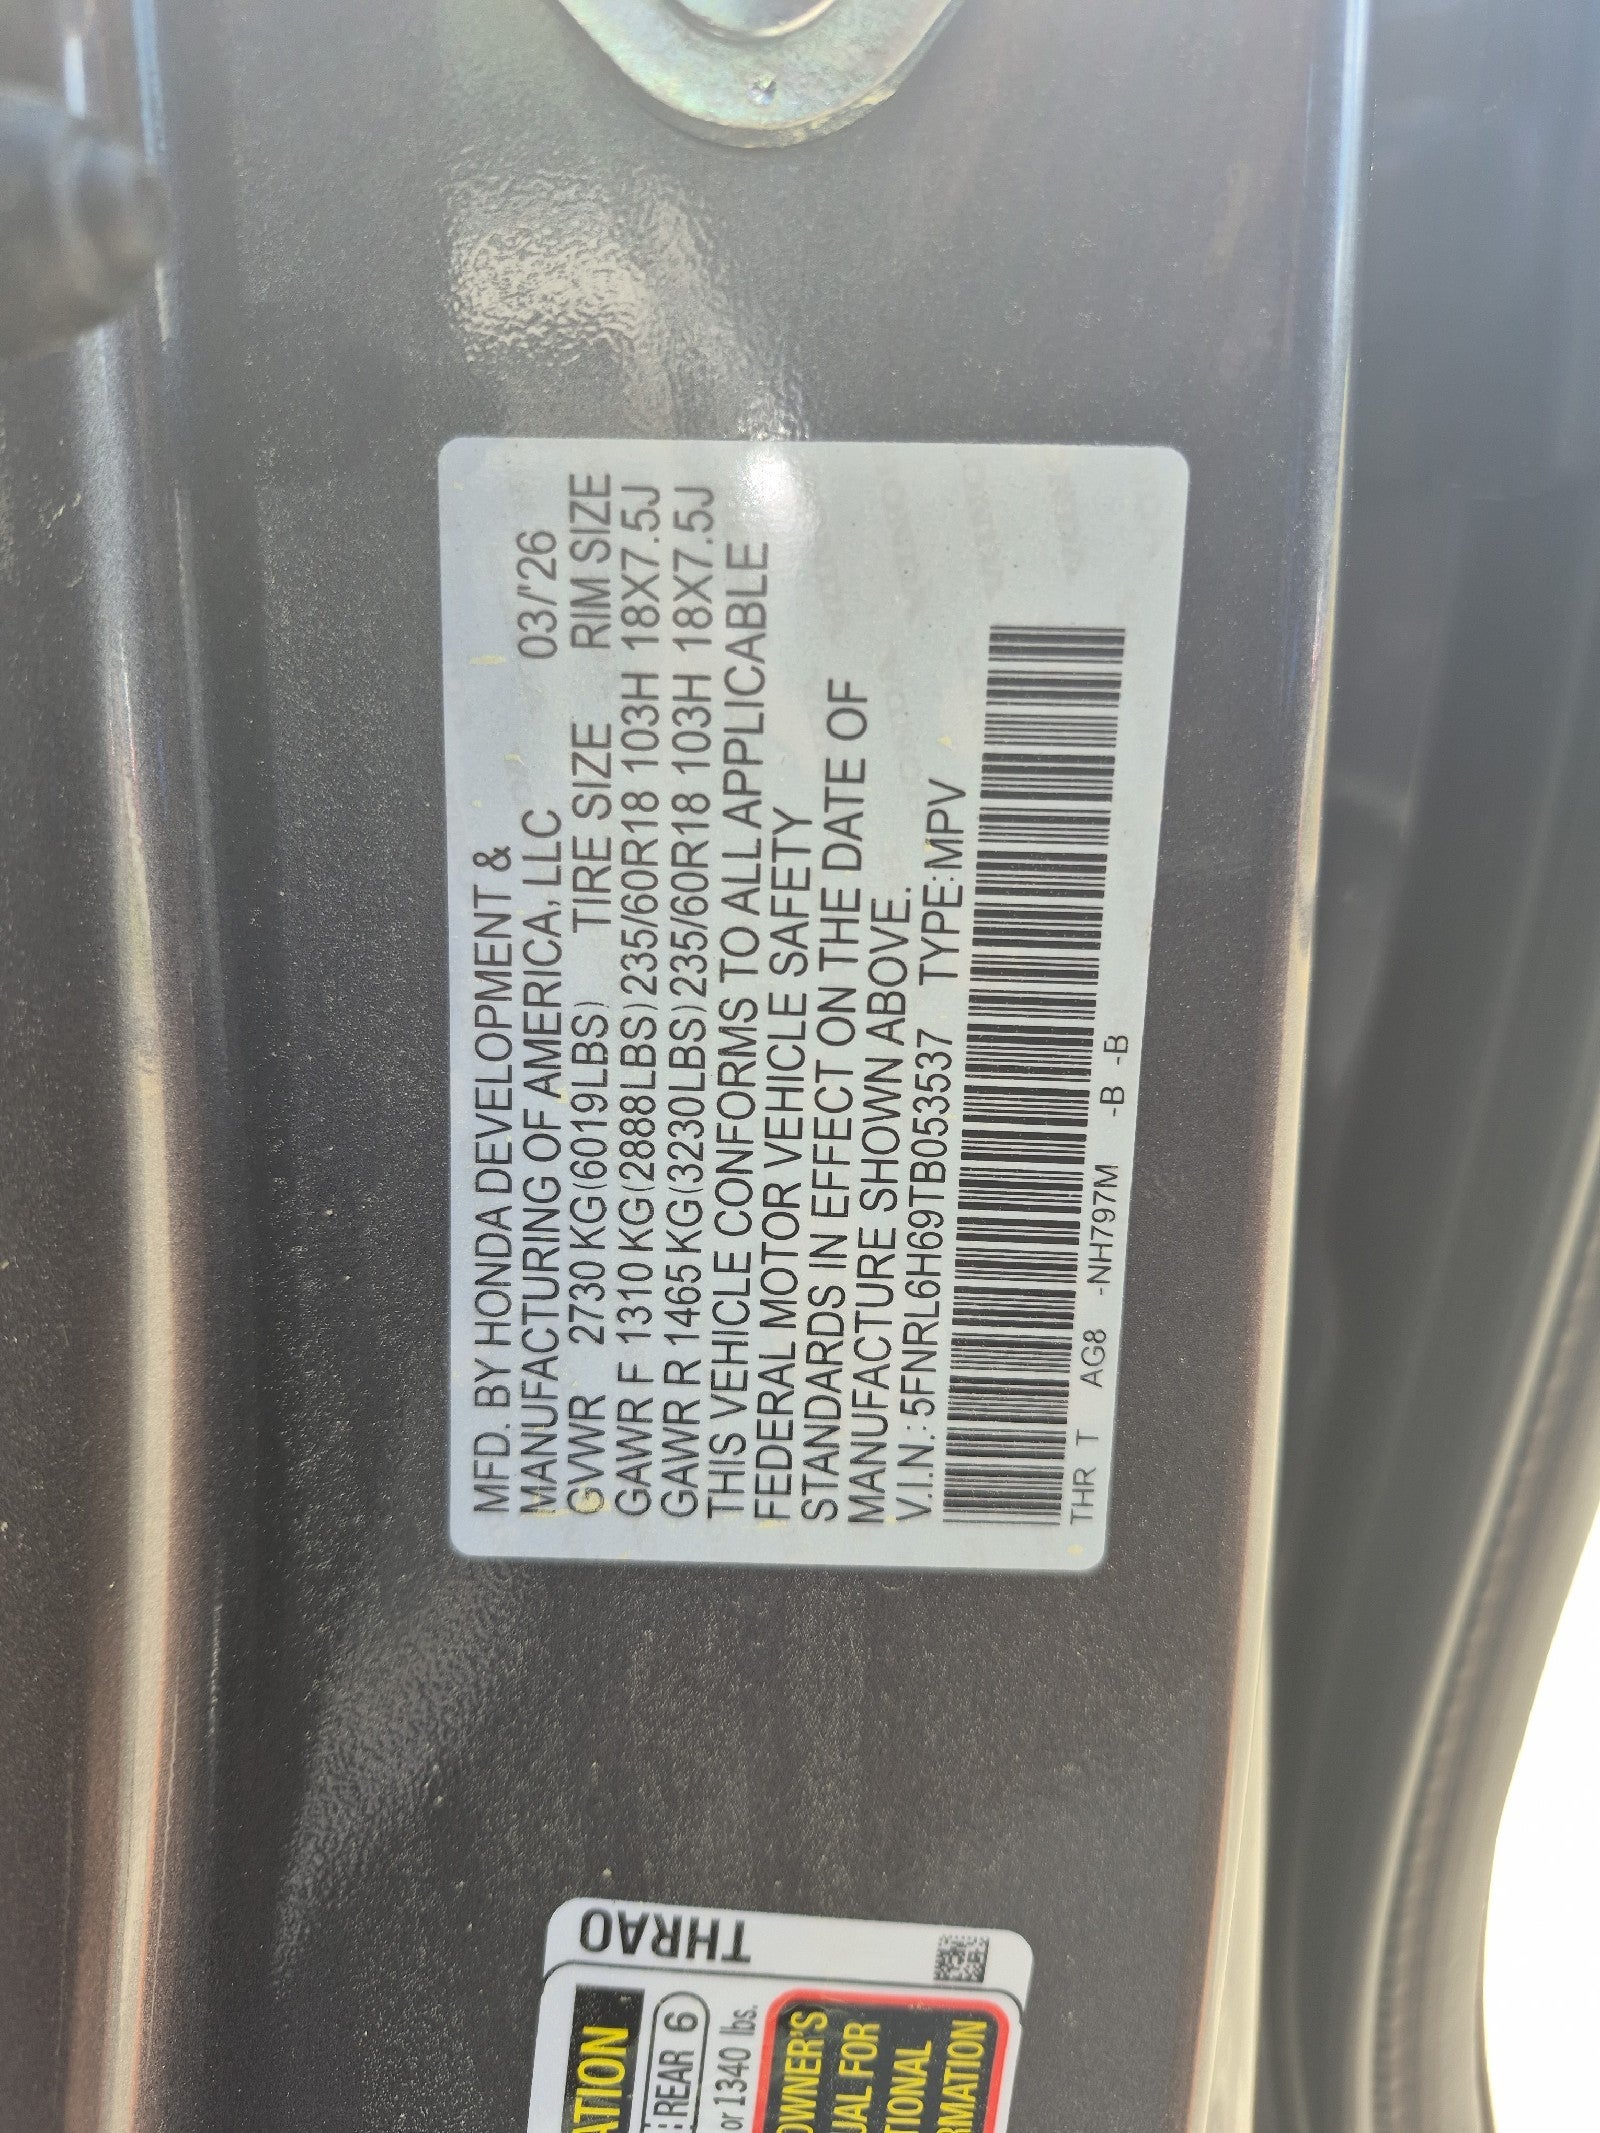 MFD. BY HONDA DEVELOPMENT &
MANUFACTURING OF AMERICA, LLC 03/'26
GVWR 2730 KG(6019LBS) TIRE SIZE RIM SIZE
GAWR F 1310 KG(2888LBS) 235/60R18 103H 18X7.5J
GAWR R 1465 KG(3230LBS) 235/60R18 103H 18X7.5J
THIS VEHICLE CONFORMS TO ALL APPLICABLE
FEDERAL MOTOR VEHICLE SAFETY
STANDARDS IN EFFECT ON THE DATE OF
MANUFACTURE SHOWN ABOVE.
V.I.N.: 5FNRL6H69TB053537 TYPE:MPV
THR T AG8 -NH797M -B -B
THRA0
ATION
REAR 6
or 1340 lbs.
OWNER'S
UAL FOR
TIONAL
RMATION